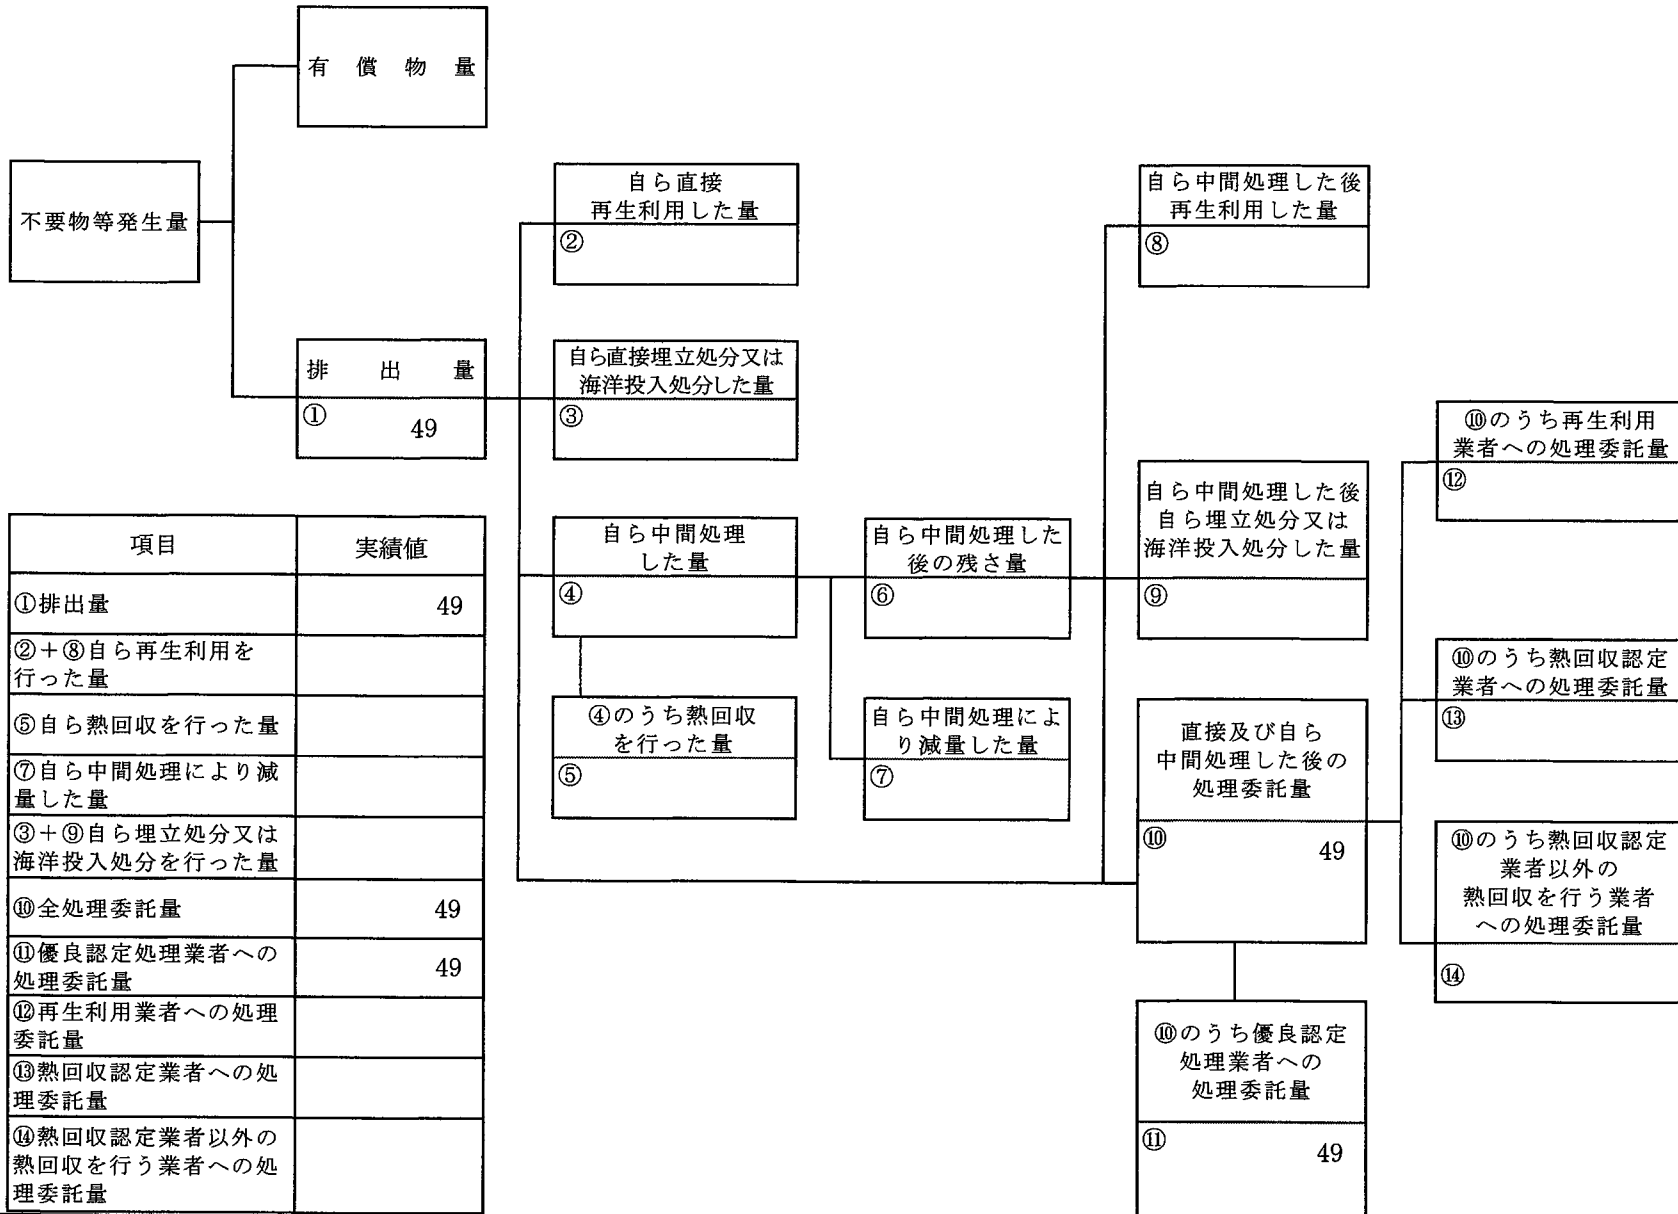 有償物量
不要物等発生量
排出量
①
49
自ら直接
再生利用した量
②
自ら直接埋立処分又は
海洋投入処分した量
③
自ら中間処理
した量
④
④のうち熱回収
を行った量
⑤
自ら中間処理した
後の残さ量
⑥
自ら中間処理によ
り減量した量
⑦
自ら中間処理した後
再生利用した量
⑧
自ら中間処理した後
自ら埋立処分又は
海洋投入処分した量
⑨
直接及び自ら
中間処理した後の
処理委託量
⑩
49
⑩のうち優良認定
処理業者への
処理委託量
⑪
49
⑩のうち再生利用
業者への処理委託量
⑫
⑩のうち熱回収認定
業者への処理委託量
⑬
⑩のうち熱回収認定
業者以外の
熱回収を行う業者
への処理委託量
⑭
項目 実績値
①排出量 49
②+⑧自ら再生利用を
行った量
⑤自ら熱回収を行った量
⑦自ら中間処理により減
量した量
③+⑨自ら埋立処分又は
海洋投入処分を行った量
⑩全処理委託量 49
⑪優良認定処理業者への
処理委託量 49
⑫再生利用業者への処理
委託量
⑬熱回収認定業者への処
理委託量
⑭熱回収認定業者以外の
熱回収を行う業者への処
理委託量